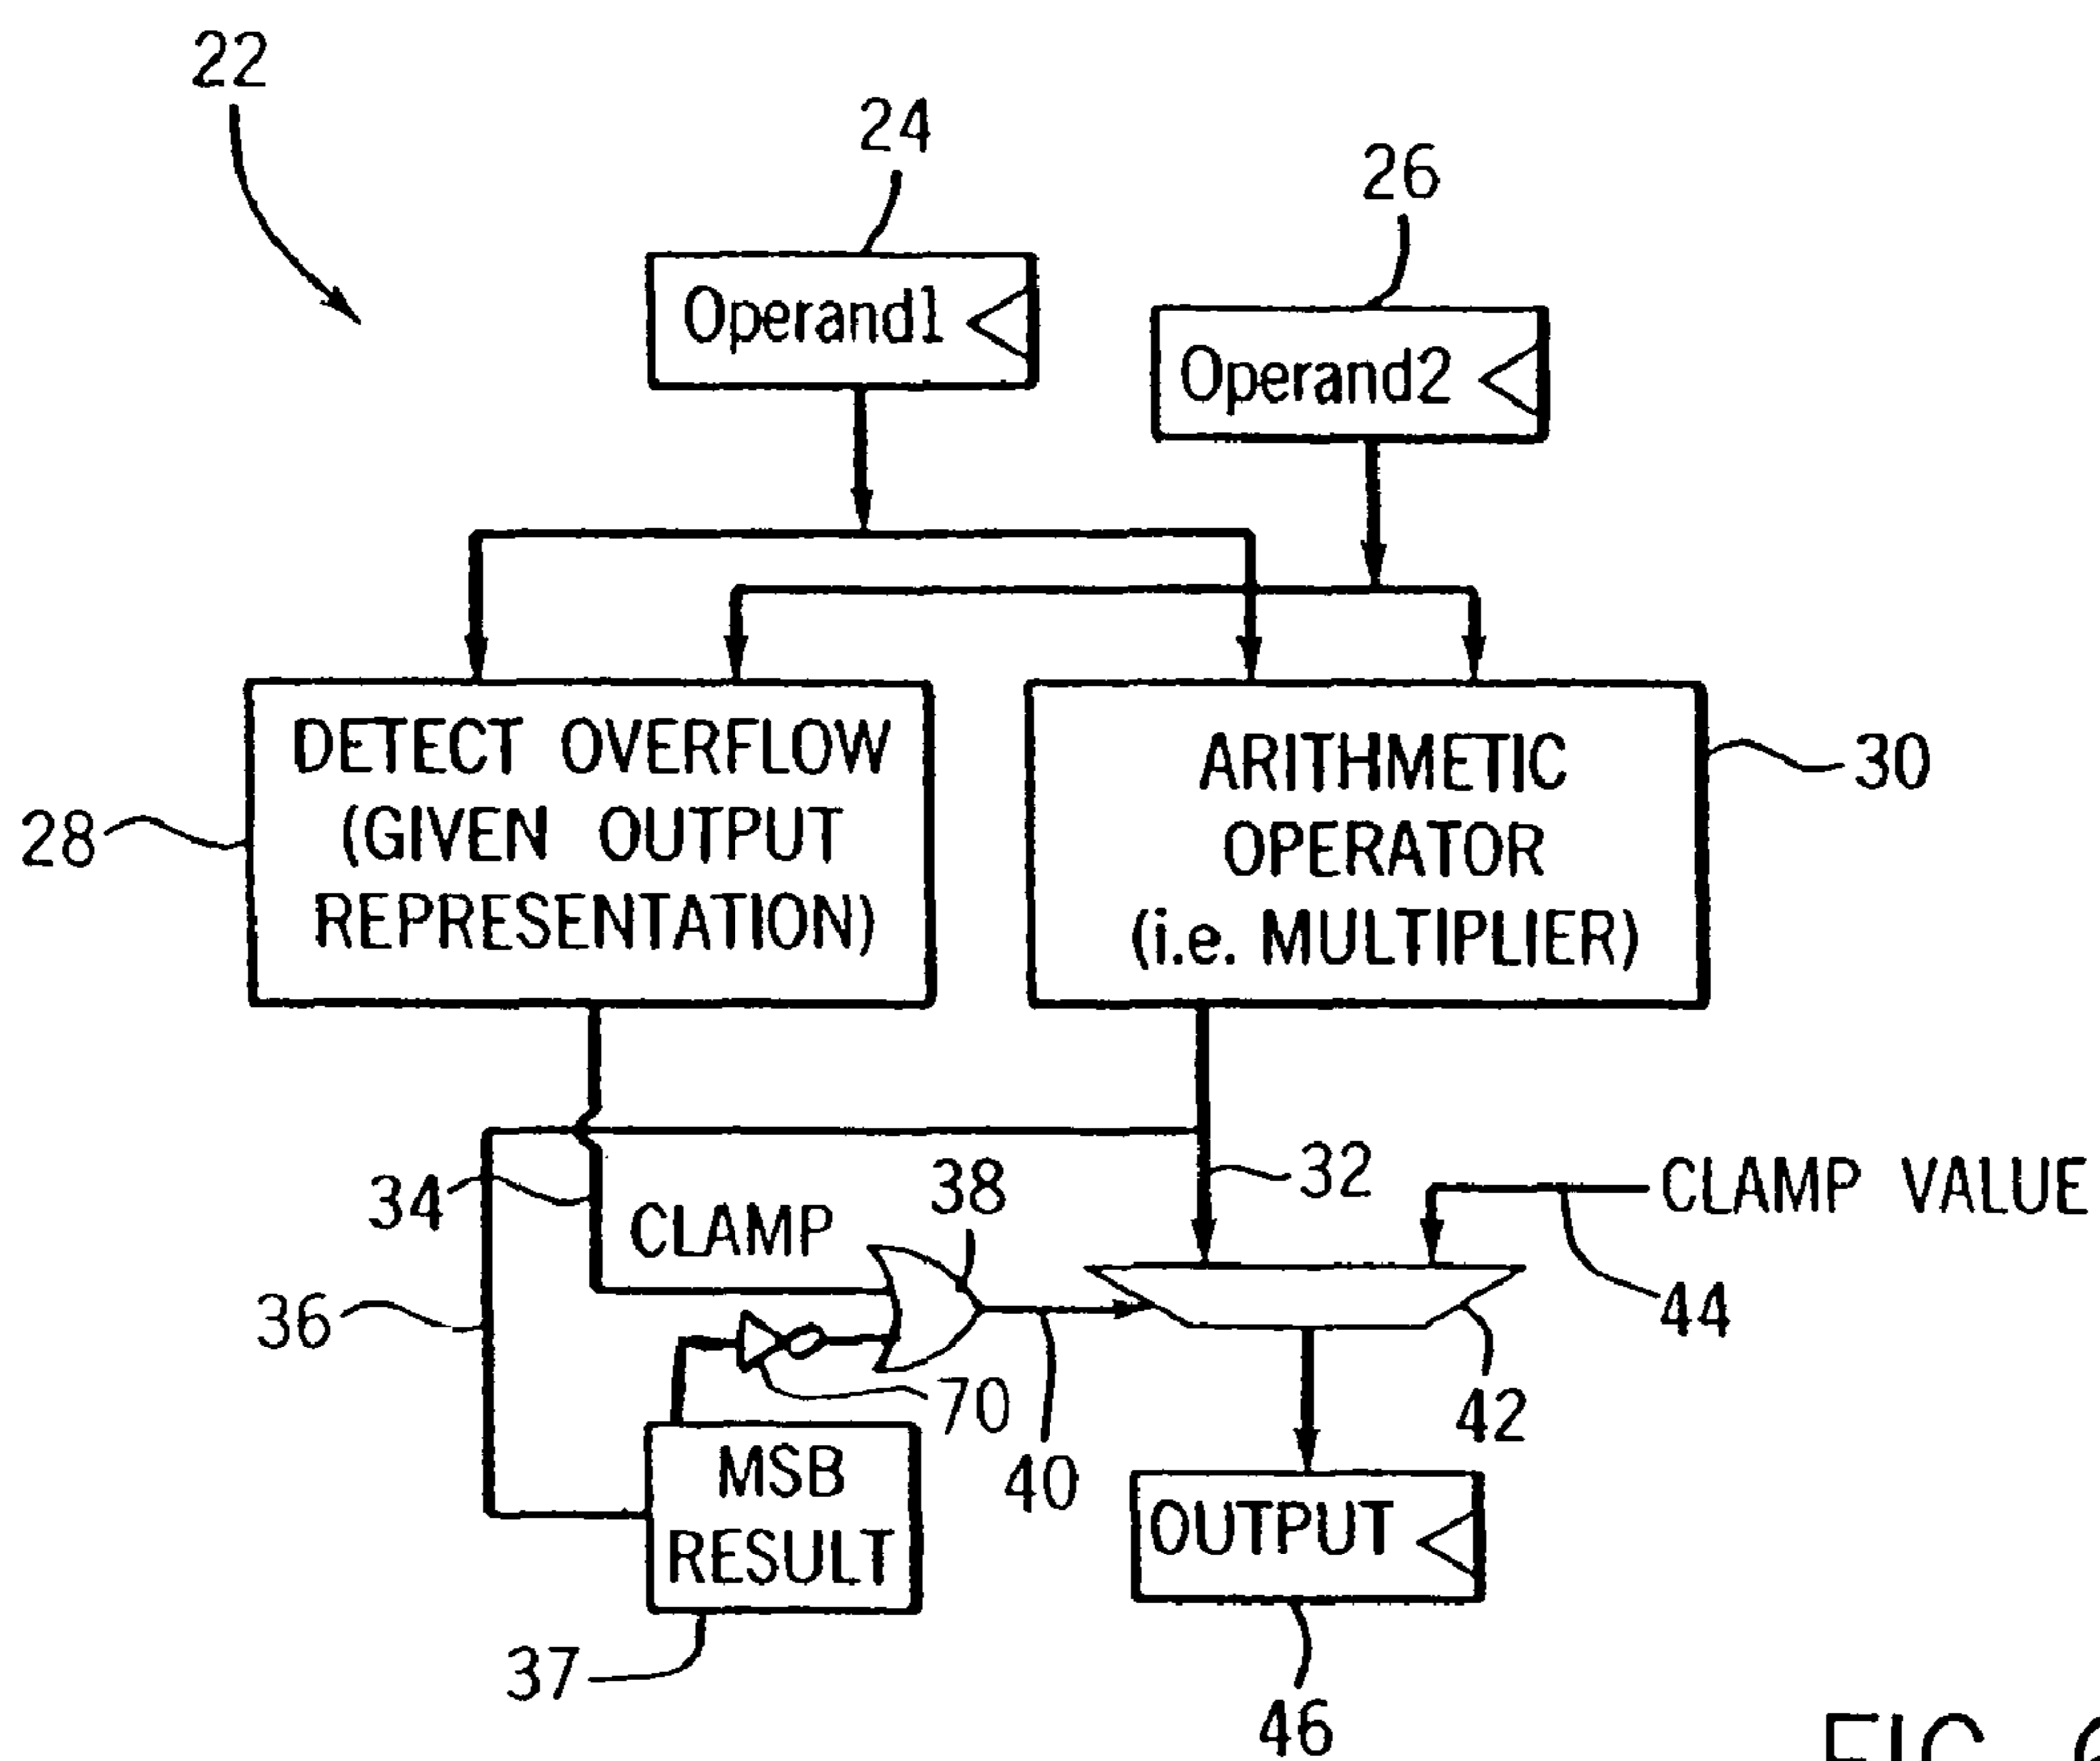 22
24
26
Operand1
Operand2
DETECT OVERFLOW
(GIVEN OUTPUT
REPRESENTATION)
28
ARITHMETIC
OPERATOR
(i.e. MULTIPLIER)
30
34
CLAMP
38
32
CLAMP VALUE
36
44
70
42
40
MSB
RESULT
OUTPUT
37
46
FIG.